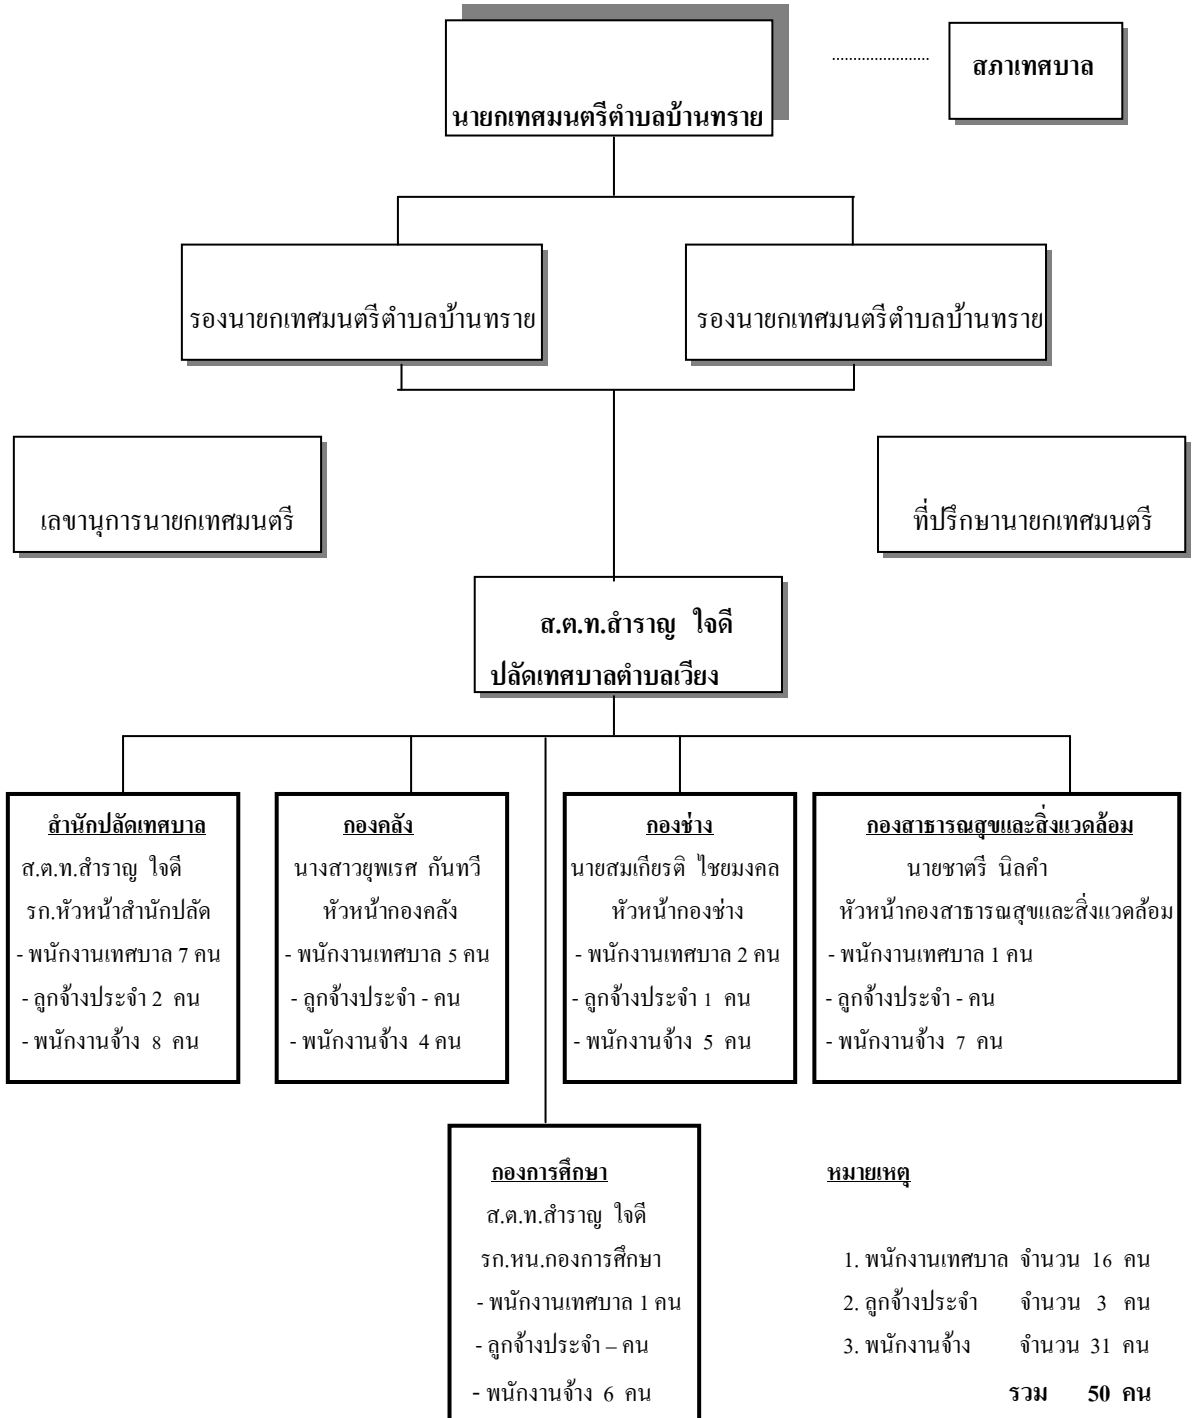 นายกเทศมนตรีตำบลบ้านทราย
สภาเทศบาล
รองนายกเทศมนตรีตำบลบ้านทราย
รองนายกเทศมนตรีตำบลบ้านทราย
เลขานุการนายกเทศมนตรี
ที่ปรึกษานายกเทศมนตรี
ส.ต.ท.สำราญ ใจดี
ปลัดเทศบาลตำบลเวียง
สำนักปลัดเทศบาล
ส.ต.ท.สำราญ ใจดี
รก.หัวหน้าสำนักปลัด
- พนักงานเทศบาล 7 คน
- ลูกจ้างประจำ 2 คน
- พนักงานจ้าง 8 คน
กองคลัง
นางสาวยุพเรศ กันทวี
หัวหน้ากองคลัง
- พนักงานเทศบาล 5 คน
- ลูกจ้างประจำ - คน
- พนักงานจ้าง 4 คน
กองช่าง
นายสมเกียรติ ไชยมงคล
หัวหน้ากองช่าง
- พนักงานเทศบาล 2 คน
- ลูกจ้างประจำ 1 คน
- พนักงานจ้าง 5 คน
กองสาธารณสุขและสิ่งแวดล้อม
นายชาตรี นิลคำ
หัวหน้ากองสาธารณสุขและสิ่งแวดล้อม
- พนักงานเทศบาล 1 คน
- ลูกจ้างประจำ - คน
- พนักงานจ้าง 7 คน
กองการศึกษา
ส.ต.ท.สำราญ ใจดี
รก.หน.กองการศึกษา
- พนักงานเทศบาล 1 คน
- ลูกจ้างประจำ – คน
- พนักงานจ้าง 6 คน
หมายเหตุ
1. พนักงานเทศบาล จำนวน 16 คน
2. ลูกจ้างประจำ จำนวน 3 คน
3. พนักงานจ้าง จำนวน 31 คน
รวม 50 คน